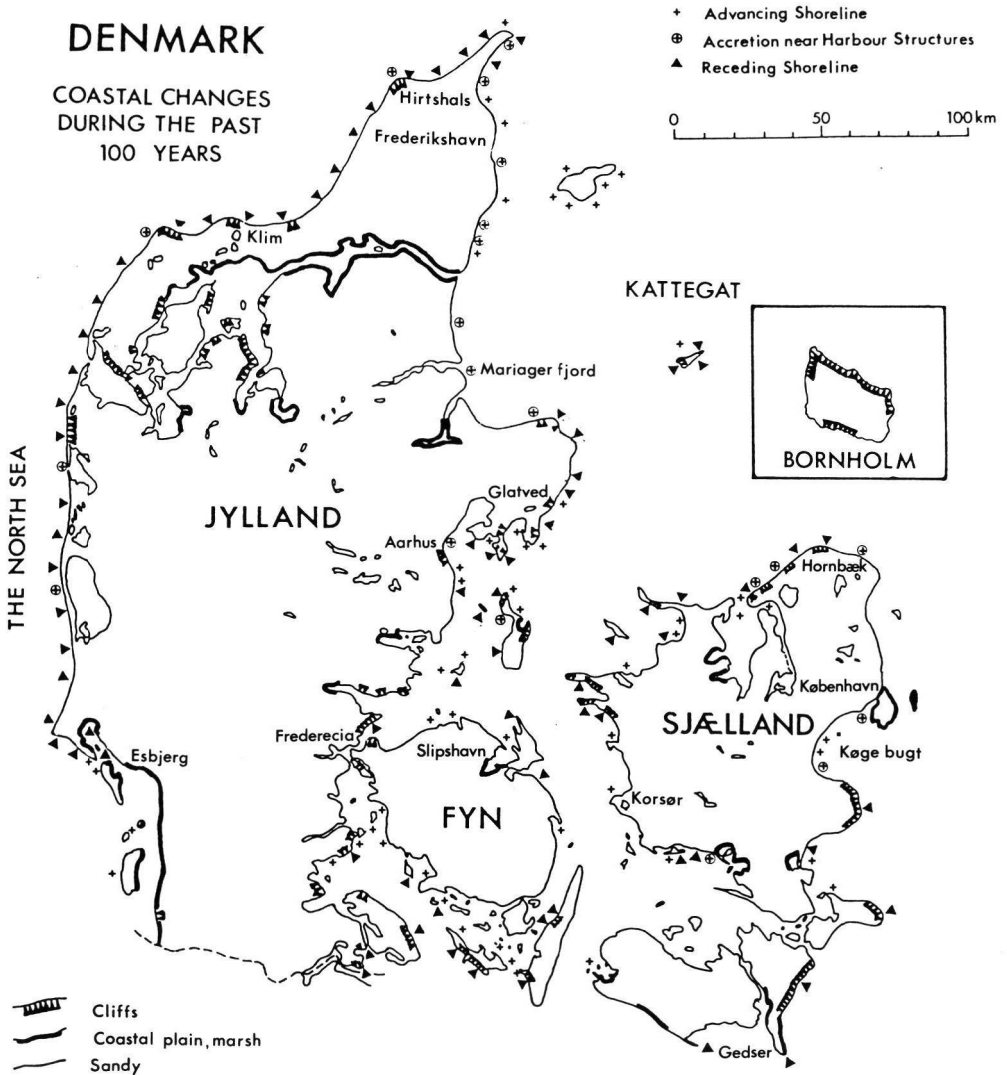 DENMARK
COASTAL CHANGES
DURING THE PAST
100 YEARS
+ Advancing Shoreline
⊕ Accretion near Harbour Structures
▲ Receding Shoreline
0 50 100 km
Hirtshals
Frederikshavn
Klim
KATTEGAT
Mariager fjord
BORNHOLM
THE NORTH SEA
JYLLAND
Glatved
Aarhus
Hornbæk
København
SJÆLLAND
Frederecia
Slipshavn
Køge bugt
Esbjerg
FYN
Korsør
Gedser
Cliffs
Coastal plain, marsh
Sandy